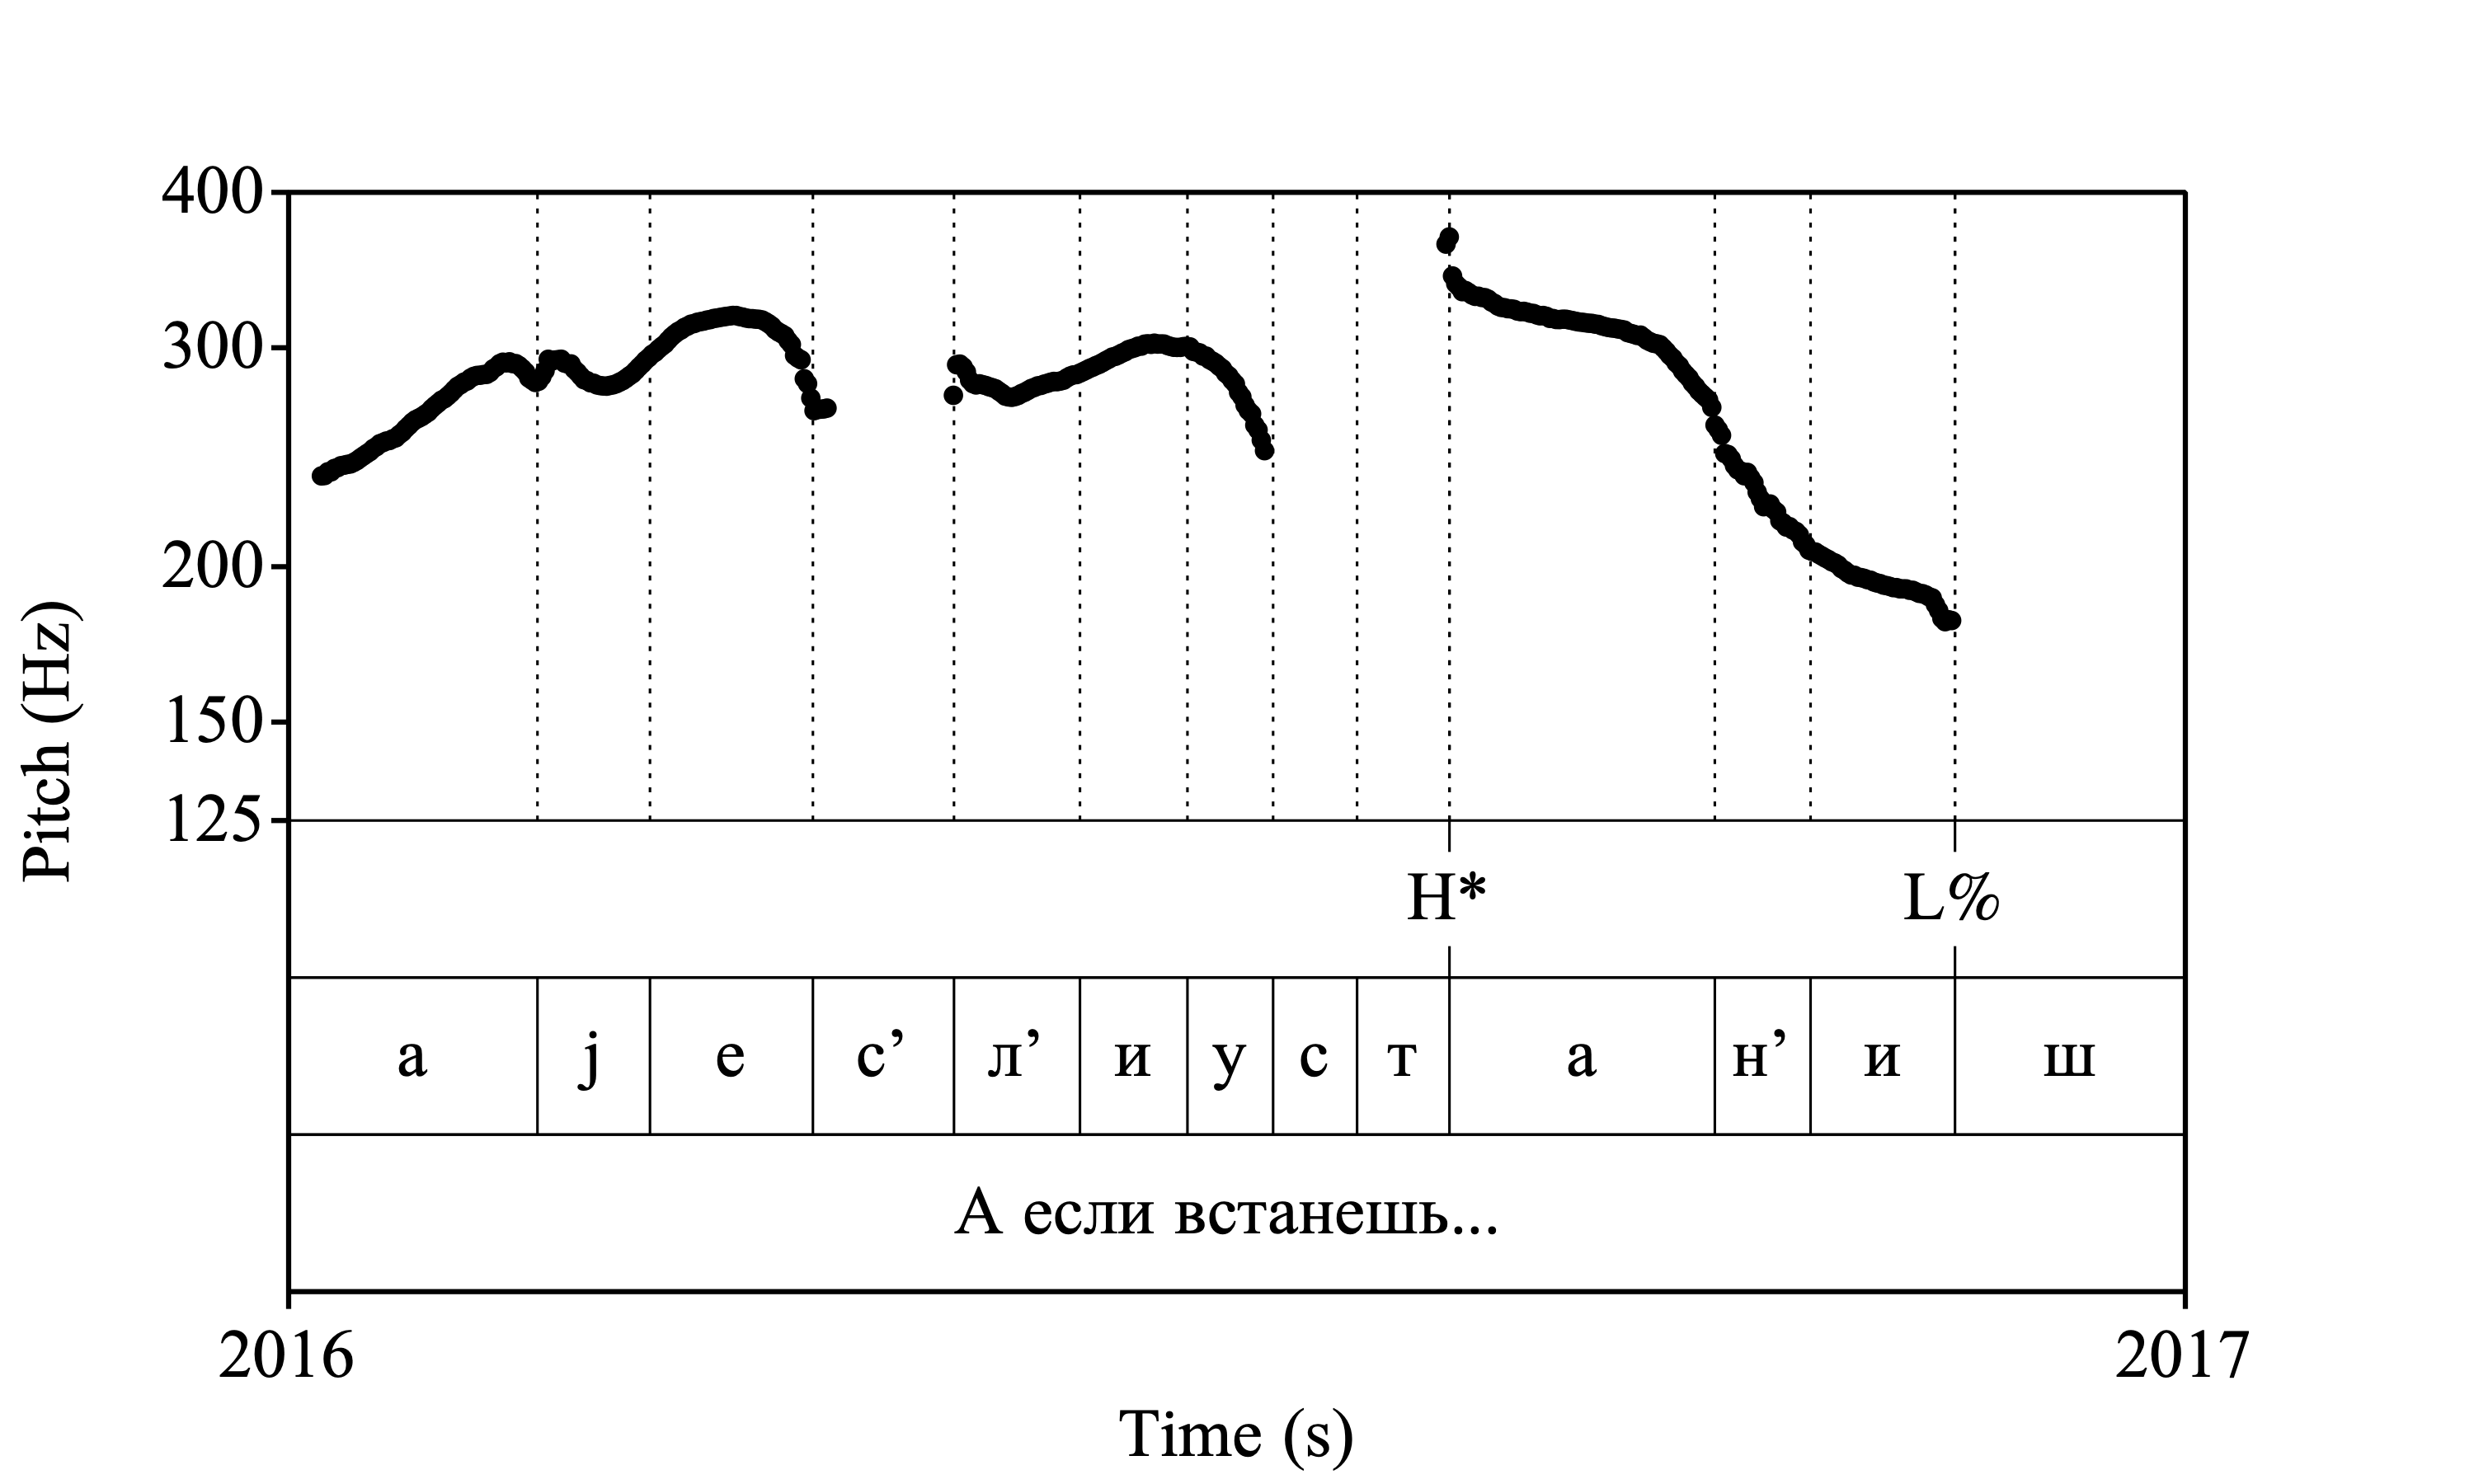 400
300
200
150
125
Pitch (Hz)
H* L%
а j е с’ л’ и у с т а н’ и ш
А если встанешь...
2016 2017
Time (s)